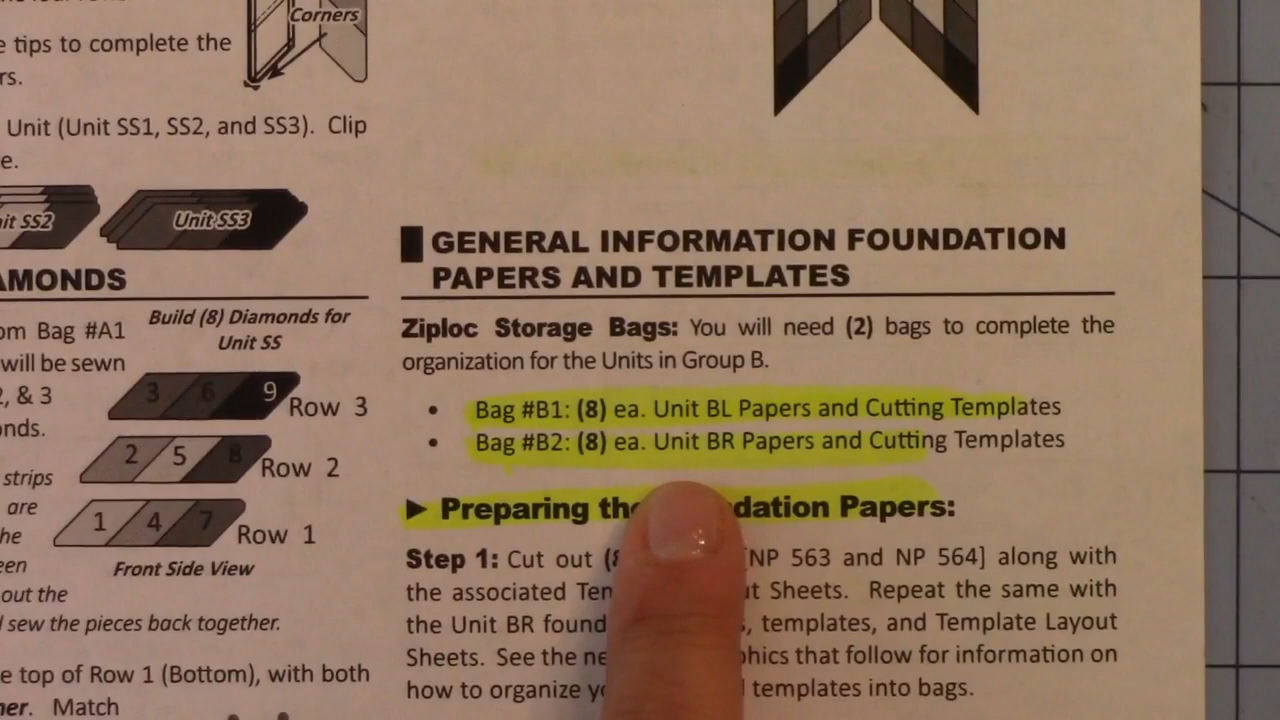 Corners
tips to complete the
rs.
Unit (Unit SS1, SS2, and SS3). Clip
e.
SS2
Unit SS3
AMONDS
Build (8) Diamonds for
Unit SS
om Bag #A1
will be sewn
2, & 3
onds.
strips
are
he
een
out the
sew the pieces back together.
3 6 9 Row 3
2 5 8 Row 2
1 4 7 Row 1
Front Side View
e top of Row 1 (Bottom), with both
ner. Match
GENERAL INFORMATION FOUNDATION
PAPERS AND TEMPLATES
Ziploc Storage Bags: You will need (2) bags to complete the
organization for the Units in Group B.
• Bag #B1: (8) ea. Unit BL Papers and Cutting Templates
• Bag #B2: (8) ea. Unit BR Papers and Cutting Templates
► Preparing the dation Papers:
Step 1: Cut out [NP 563 and NP 564] along with
the associated Sheets. Repeat the same with
the Unit BR templates, and Template Layout
Sheets. See the that follow for information on
how to organize templates into bags.